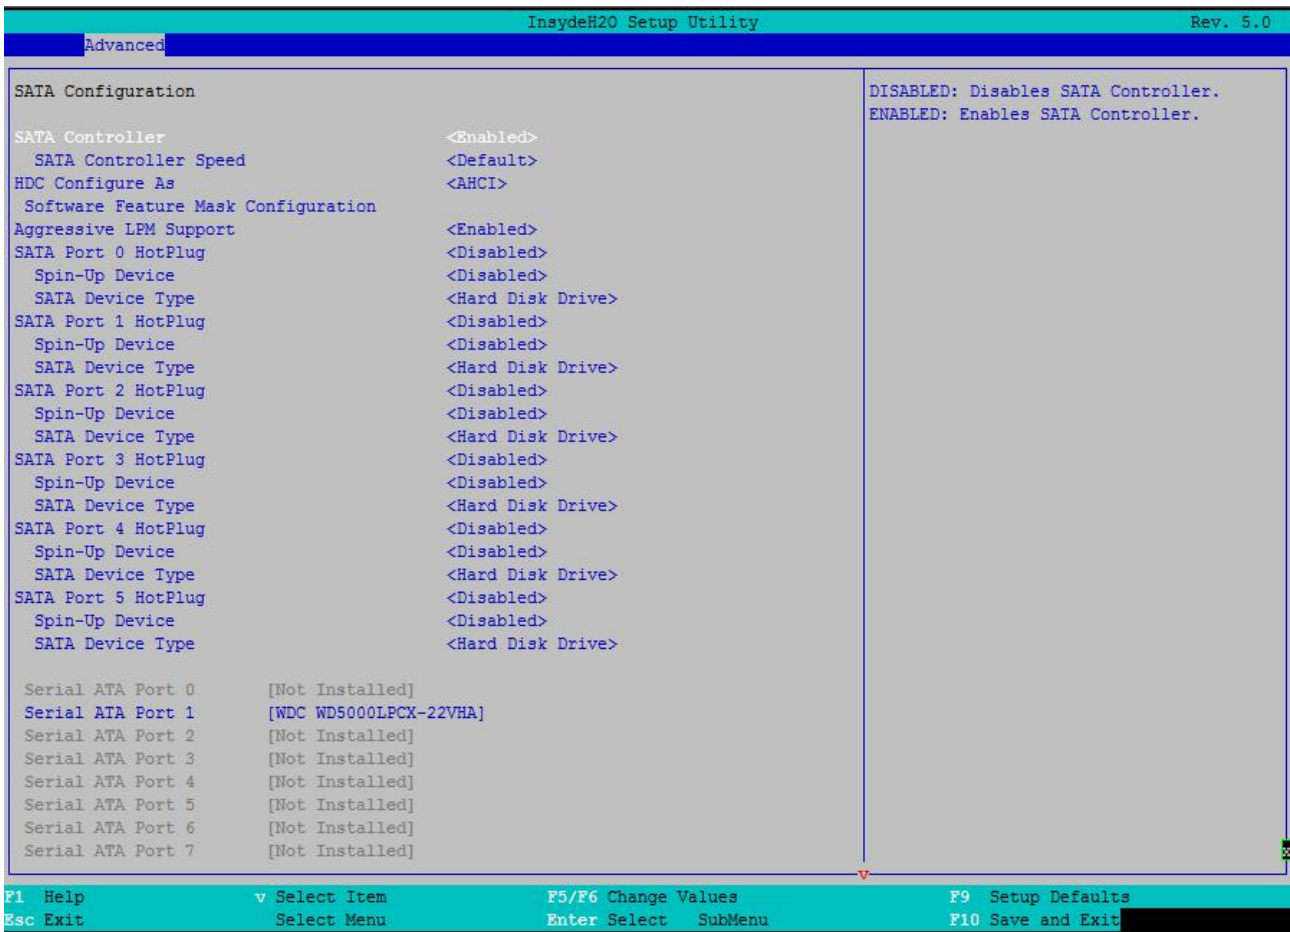 InsydeH2O Setup Utility Rev. 5.0
Advanced
SATA Configuration
DISABLED: Disables SATA Controller.
ENABLED: Enables SATA Controller.
SATA Controller <Enabled>
SATA Controller Speed <Default>
HDC Configure As <AHCI>
Software Feature Mask Configuration
Aggressive LPM Support <Enabled>
SATA Port 0 HotPlug <Disabled>
Spin-Up Device <Disabled>
SATA Device Type <Hard Disk Drive>
SATA Port 1 HotPlug <Disabled>
Spin-Up Device <Disabled>
SATA Device Type <Hard Disk Drive>
SATA Port 2 HotPlug <Disabled>
Spin-Up Device <Disabled>
SATA Device Type <Hard Disk Drive>
SATA Port 3 HotPlug <Disabled>
Spin-Up Device <Disabled>
SATA Device Type <Hard Disk Drive>
SATA Port 4 HotPlug <Disabled>
Spin-Up Device <Disabled>
SATA Device Type <Hard Disk Drive>
SATA Port 5 HotPlug <Disabled>
Spin-Up Device <Disabled>
SATA Device Type <Hard Disk Drive>
Serial ATA Port 0 [Not Installed]
Serial ATA Port 1 [WDC WD5000LPCX-22VHA]
Serial ATA Port 2 [Not Installed]
Serial ATA Port 3 [Not Installed]
Serial ATA Port 4 [Not Installed]
Serial ATA Port 5 [Not Installed]
Serial ATA Port 6 [Not Installed]
Serial ATA Port 7 [Not Installed]
v
F1 Help v Select Item F5/F6 Change Values F9 Setup Defaults
Esc Exit Select Menu Enter Select SubMenu F10 Save and Exit